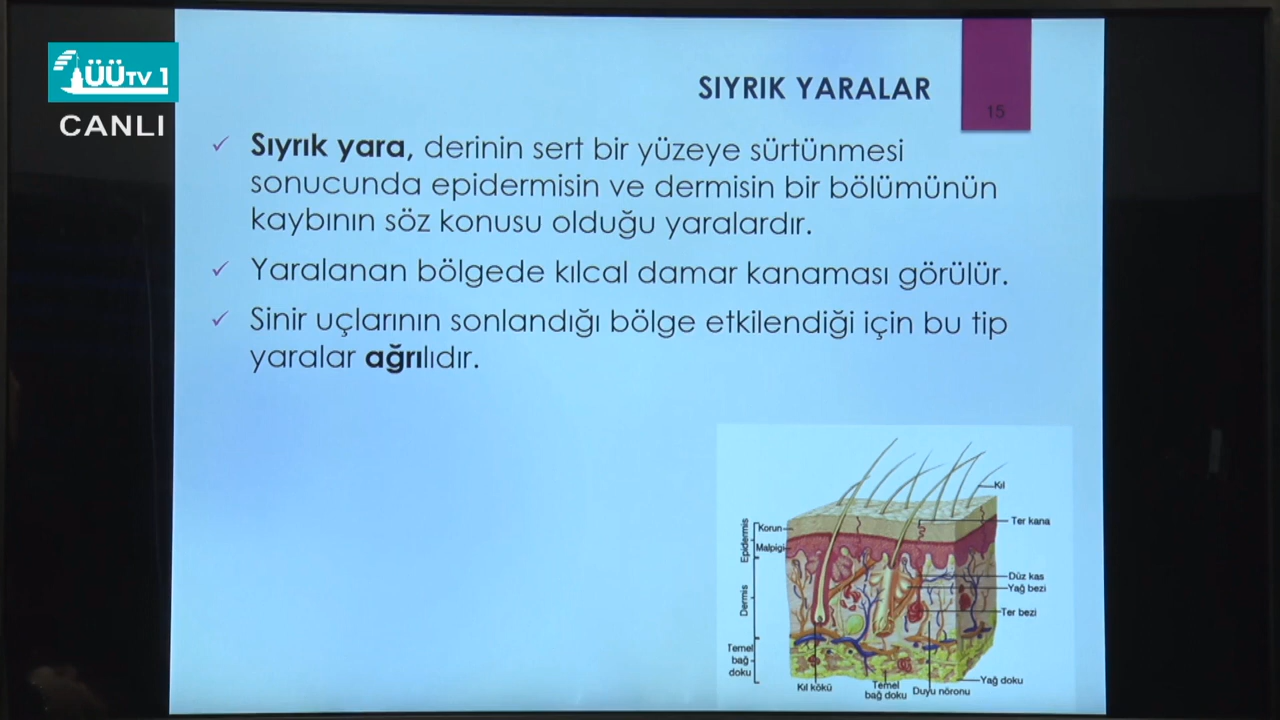 ÜÜTV 1
CANLI
SIYRIK YARALAR
15
✓ Sıyrık yara, derinin sert bir yüzeye sürtünmesi
sonucunda epidermisin ve dermisin bir bölümünün
kaybının söz konusu olduğu yaralardır.
✓ Yaralanan bölgede kılcal damar kanaması görülür.
✓ Sinir uçlarının sonlandığı bölge etkilendiği için bu tip
yaralar ağrılıdır.
Kıl
Ter kana
Epidermis
Korun
Malpigi
Düz kas
Yağ bezi
Dermis
Ter bezi
Temel
bağ
doku
Yağ doku
Kıl kökü
Temel
bağ doku
Duyu nöronu